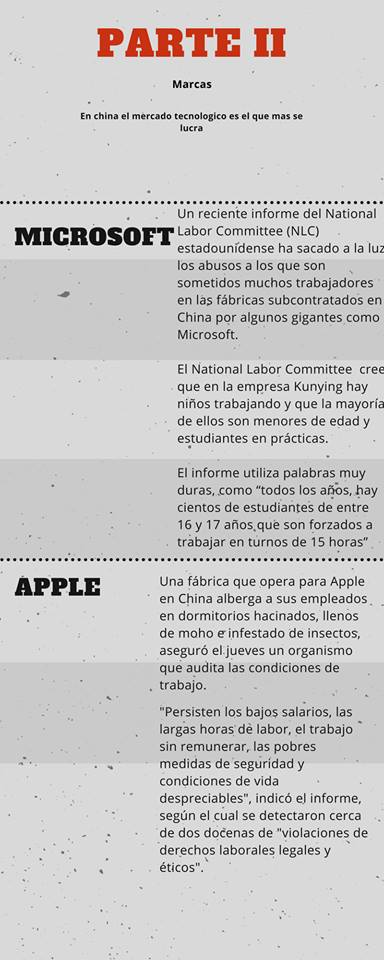 PARTE II
Marcas
En china el mercado tecnologico es el que mas se
lucra
MICROSOFT
Un reciente informe del National
Labor Committee (NLC)
estadounidense ha sacado a la luz
los abusos a los que son
sometidos muchos trabajadores
en las fábricas subcontratados en
China por algunos gigantes como
Microsoft.
El National Labor Committee cree
que en la empresa Kunying hay
niños trabajando y que la mayoría
de ellos son menores de edad y
estudiantes en prácticas.
El informe utiliza palabras muy
duras, como “todos los años, hay
cientos de estudiantes de entre
16 y 17 años que son forzados a
trabajar en turnos de 15 horas”
APPLE
Una fábrica que opera para Apple
en China alberga a sus empleados
en dormitorios hacinados, llenos
de moho e infestado de insectos,
aseguró el jueves un organismo
que audita las condiciones de
trabajo.
"Persisten los bajos salarios, las
largas horas de labor, el trabajo
sin remunerar, las pobres
medidas de seguridad y
condiciones de vida
despreciables", indicó el informe,
según el cual se detectaron cerca
de dos docenas de "violaciones de
derechos laborales legales y
éticos".